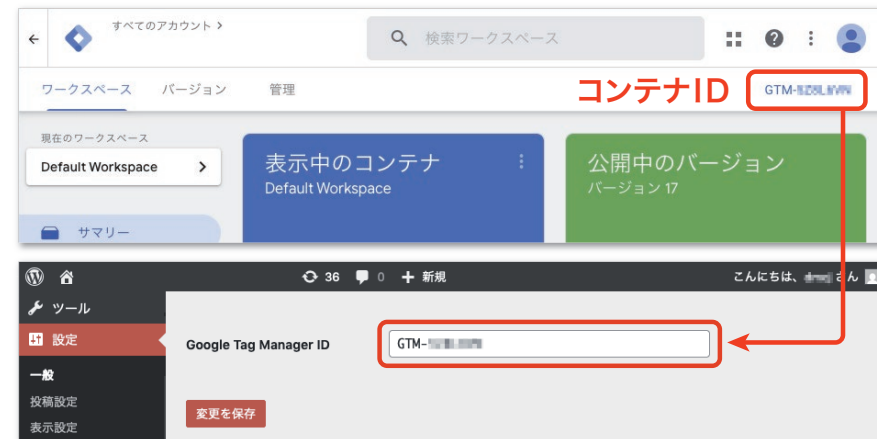 すべてのアカウント >
検索ワークスペース
ワークスペース バージョン 管理
コンテナID
GTM-
現在のワークスペース
Default Workspace >
表示中のコンテナ
Default Workspace
公開中のバージョン
バージョン 17
サマリー
36 0 + 新規
こんにちは、 さん
ツール
設定
Google Tag Manager ID
GTM-
一般
投稿設定
変更を保存
表示設定